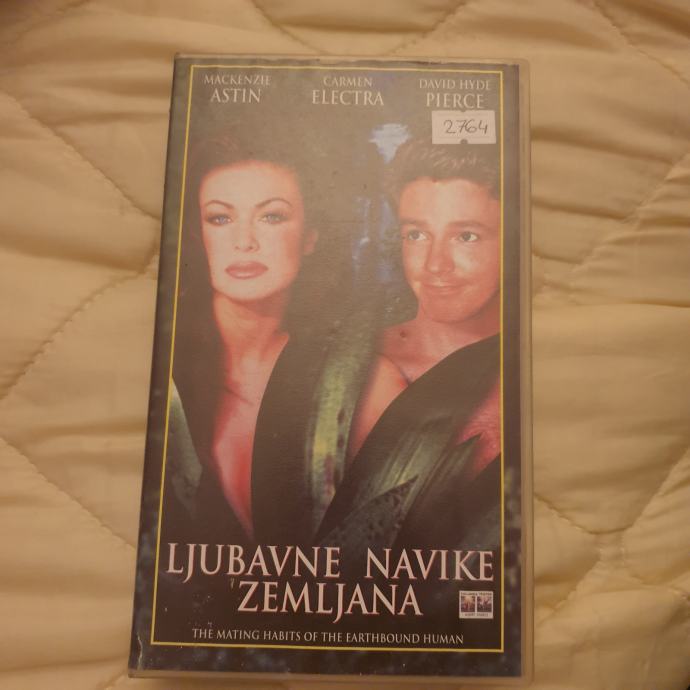 MACKENZIE
ASTIN
CARMEN
ELECTRA
DAVID HYDE
PIERCE
2764
LJUBAVNE NAVIKE
ZEMLJANA
THE MATING HABITS OF THE EARTHBOUND HUMAN